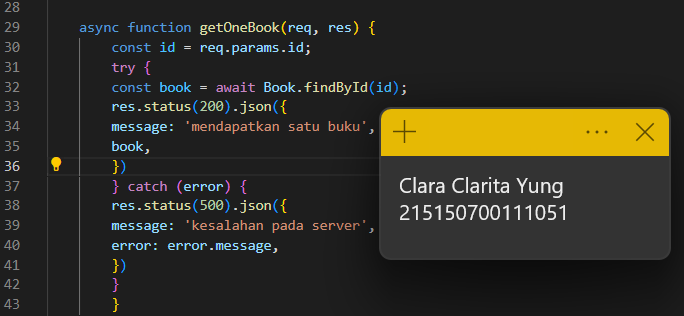 28
29 async function getOneBook(req, res) {
30 const id = req.params.id;
31 try {
32 const book = await Book.findById(id);
33 res.status(200).json({
34 message: 'mendapatkan satu buku',
35 book,
36 })
37 } catch (error) {
38 res.status(500).json({
39 message: 'kesalahan pada server',
40 error: error.message,
41 })
42 }
43 }
Clara Clarita Yung
215150700111051